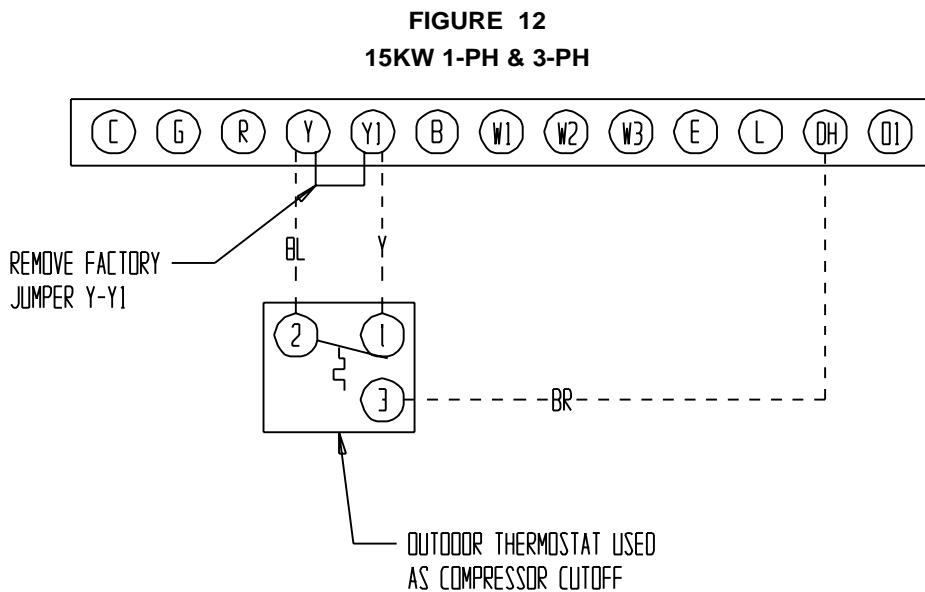 FIGURE 12
15KW 1-PH & 3-PH
C G R Y Y1 B W1 W2 W3 E L OH O1
BL Y
REMOVE FACTORY
JUMPER Y-Y1
2 1
3 BR
OUTDOOR THERMOSTAT USED
AS COMPRESSOR CUTOFF